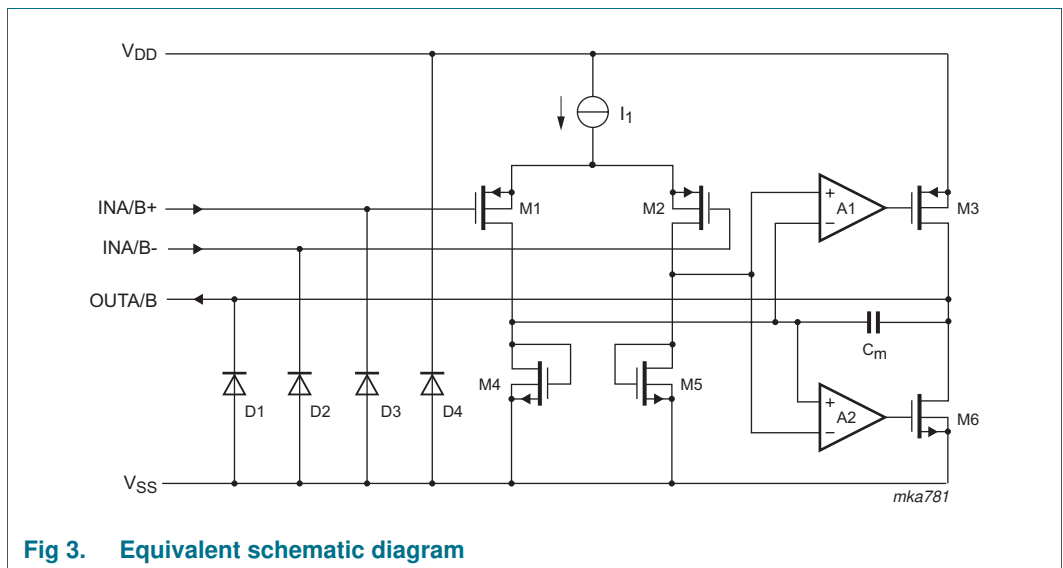 VDD
I1
INA/B+
M1
M2
+
A1
−
M3
INA/B-
OUTA/B
Cm
D1
D2
D3
D4
M4
M5
+
A2
−
M6
VSS
mka781
Fig 3. Equivalent schematic diagram